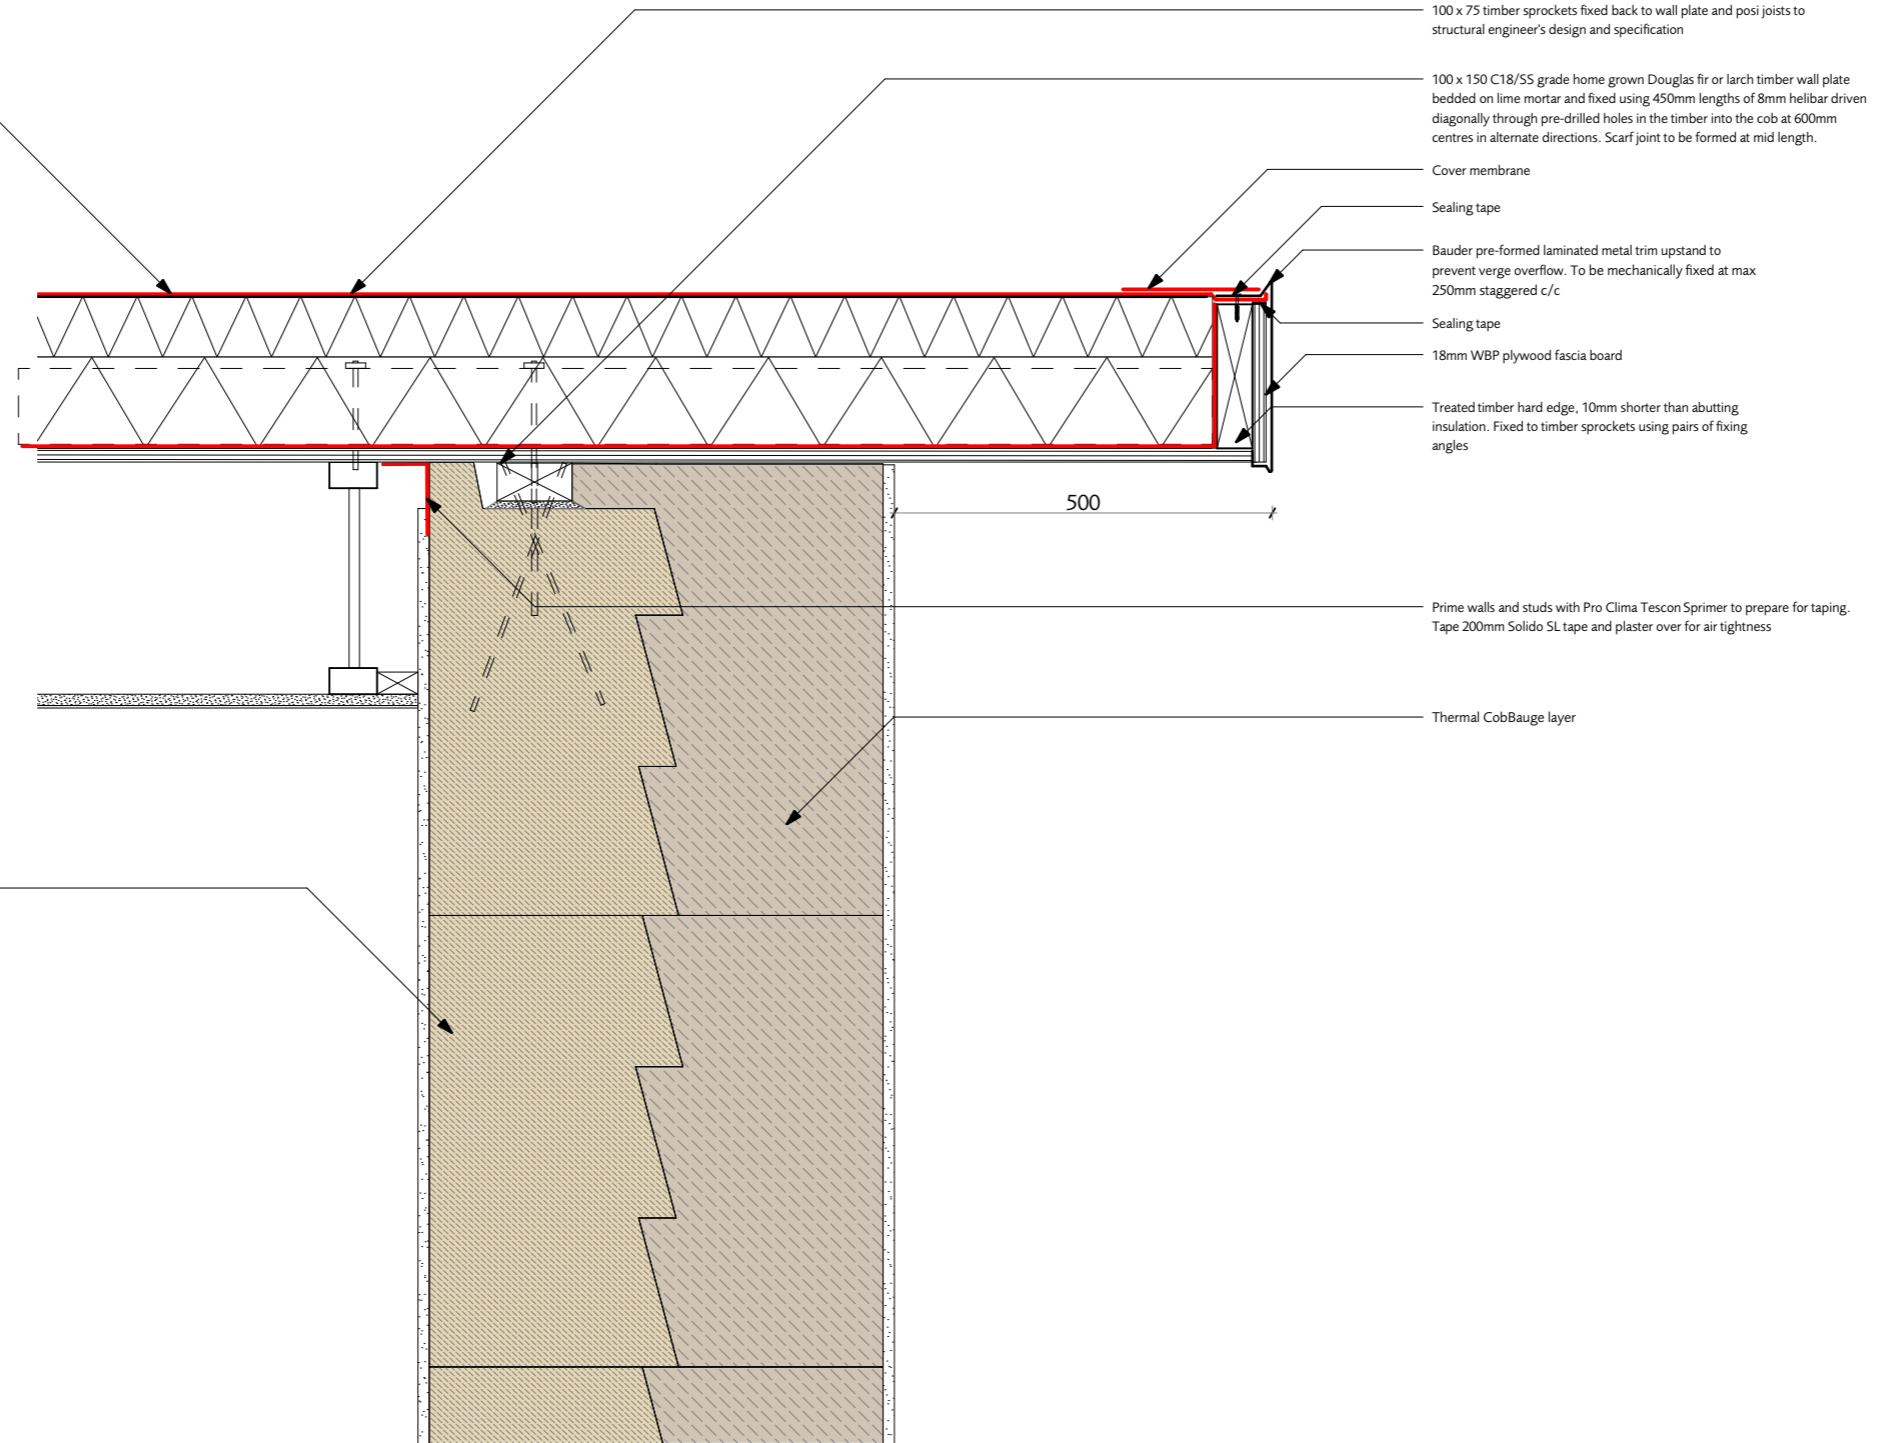 100 x 75 timber sprockets fixed back to wall plate and posi joists to
structural engineer's design and specification
100 x 150 C18/SS grade home grown Douglas fir or larch timber wall plate
bedded on lime mortar and fixed using 450mm lengths of 8mm helibar driven
diagonally through pre-drilled holes in the timber into the cob at 600mm
centres in alternate directions. Scarf joint to be formed at mid length.
Cover membrane
Sealing tape
Bauder pre-formed laminated metal trim upstand to
prevent verge overflow. To be mechanically fixed at max
250mm staggered c/c
Sealing tape
18mm WBP plywood fascia board
Treated timber hard edge, 10mm shorter than abutting
insulation. Fixed to timber sprockets using pairs of fixing
angles
500
Prime walls and studs with Pro Clima Tescon Sprimer to prepare for taping.
Tape 200mm Solido SL tape and plaster over for air tightness
Thermal CobBauge layer